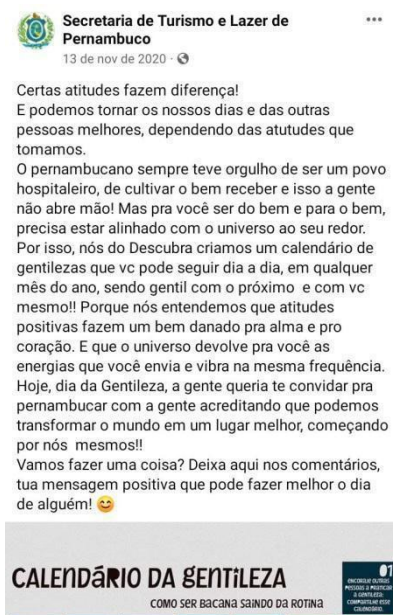 Secretaria de Turismo e Lazer de
Pernambuco
13 de nov de 2020 ·
Certas atitudes fazem diferença!
E podemos tornar os nossos dias e das outras
pessoas melhores, dependendo das atutudes que
tomamos.
O pernambucano sempre teve orgulho de ser um povo
hospitaleiro, de cultivar o bem receber e isso a gente
não abre mão! Mas pra você ser do bem e para o bem,
precisa estar alinhado com o universo ao seu redor.
Por isso, nós do Descubra criamos um calendário de
gentilezas que vc pode seguir dia a dia, em qualquer
mês do ano, sendo gentil com o próximo e com vc
mesmo!! Porque nós entendemos que atitudes
positivas fazem um bem danado pra alma e pro
coração. E que o universo devolve pra você as
energias que você envia e vibra na mesma frequência.
Hoje, dia da Gentileza, a gente queria te convidar pra
pernambucar com a gente acreditando que podemos
transformar o mundo em um lugar melhor, começando
por nós mesmos!!
Vamos fazer uma coisa? Deixa aqui nos comentários,
tua mensagem positiva que pode fazer melhor o dia
de alguém! 😊
CALENDÁRIO DA GENTILEZA
COMO SER BACANA SAINDO DA ROTINA
01
ENCORAJE OUTRAS
PESSOAS A PRATICAR
A GENTILEZA:
COMPARTILHE ESSE
CALENDÁRIO.